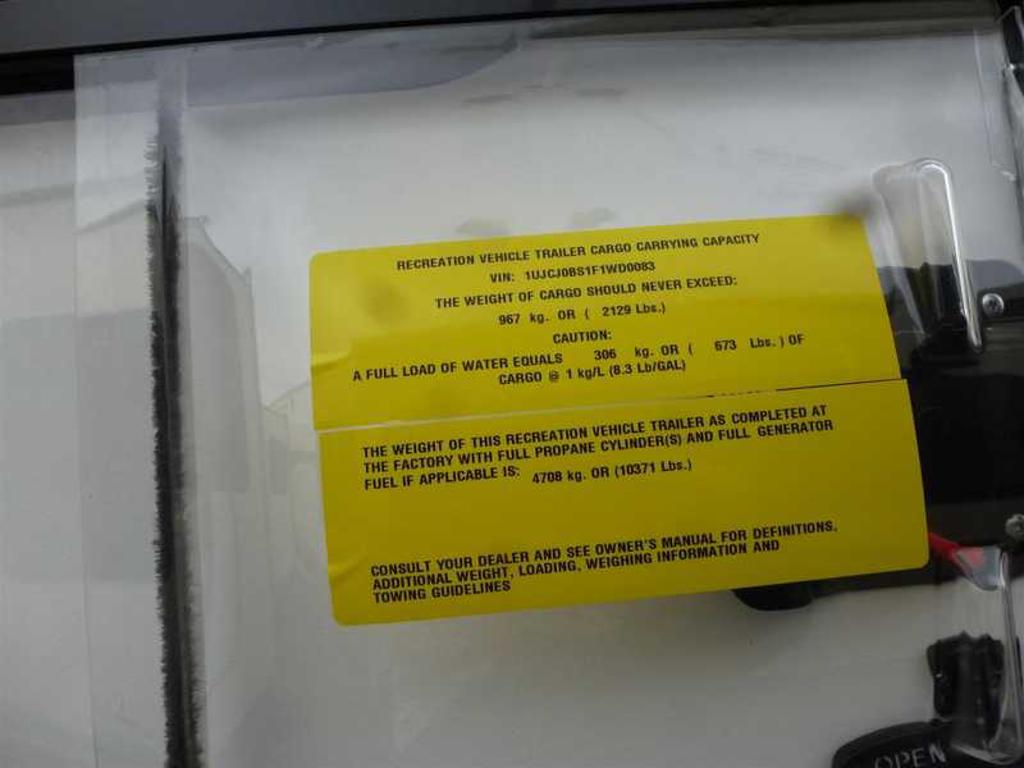 RECREATION VEHICLE TRAILER CARGO CARRYING CAPACITY
VIN: 1UJCJ0BS1F1WD0083
THE WEIGHT OF CARGO SHOULD NEVER EXCEED:
967 kg. OR ( 2129 Lbs.)
CAUTION:
A FULL LOAD OF WATER EQUALS 306 kg. OR ( 673 Lbs. ) OF
CARGO @ 1 kg/L (8.3 Lb/GAL)
THE WEIGHT OF THIS RECREATION VEHICLE TRAILER AS COMPLETED AT
THE FACTORY WITH FULL PROPANE CYLINDER(S) AND FULL GENERATOR
FUEL IF APPLICABLE IS: 4708 kg. OR (10371 Lbs.)
CONSULT YOUR DEALER AND SEE OWNER'S MANUAL FOR DEFINITIONS,
ADDITIONAL WEIGHT, LOADING, WEIGHING INFORMATION AND
TOWING GUIDELINES
OPEN